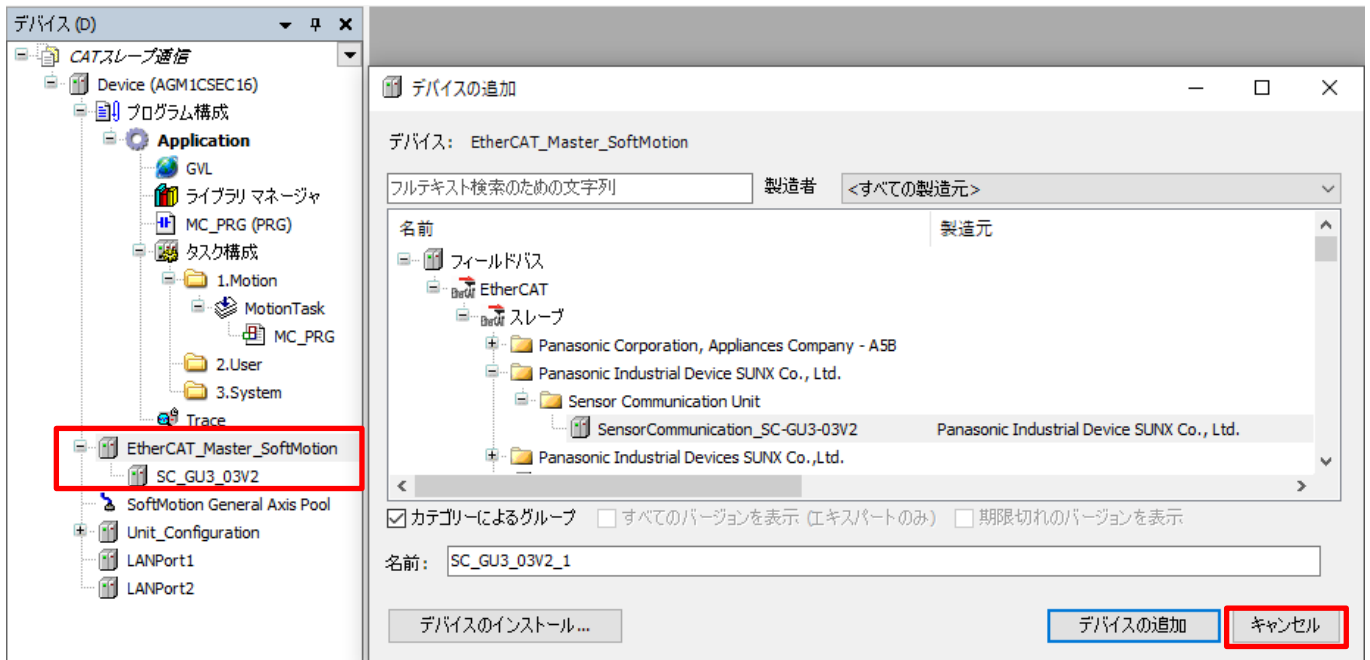 デバイス (D)
CATスレーブ通信
Device (AGM1CSEC16)
プログラム構成
Application
GVL
ライブラリ マネージャ
MC_PRG (PRG)
タスク構成
1.Motion
MotionTask
MC_PRG
2.User
3.System
Trace
EtherCAT_Master_SoftMotion
SC_GU3_03V2
SoftMotion General Axis Pool
Unit_Configuration
LANPort1
LANPort2
デバイスの追加
デバイス: EtherCAT_Master_SoftMotion
フルテキスト検索のための文字列 製造者 <すべての製造元>
名前 製造元
フィールドバス
EtherCAT
スレーブ
Panasonic Corporation, Appliances Company - A5B
Panasonic Industrial Device SUNX Co., Ltd.
Sensor Communication Unit
SensorCommunication_SC-GU3-03V2 Panasonic Industrial Device SUNX Co., Ltd.
Panasonic Industrial Devices SUNX Co.,Ltd.
カテゴリーによるグループ すべてのバージョンを表示 (エキスパートのみ) 期限切れのバージョンを表示
名前: SC_GU3_03V2_1
デバイスのインストール... デバイスの追加 キャンセル